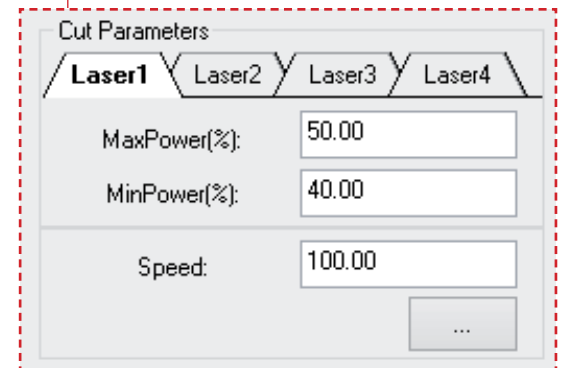 Cut Parameters
Laser1 Laser2 Laser3 Laser4
MaxPower(%): 50.00
MinPower(%): 40.00
Speed: 100.00
...